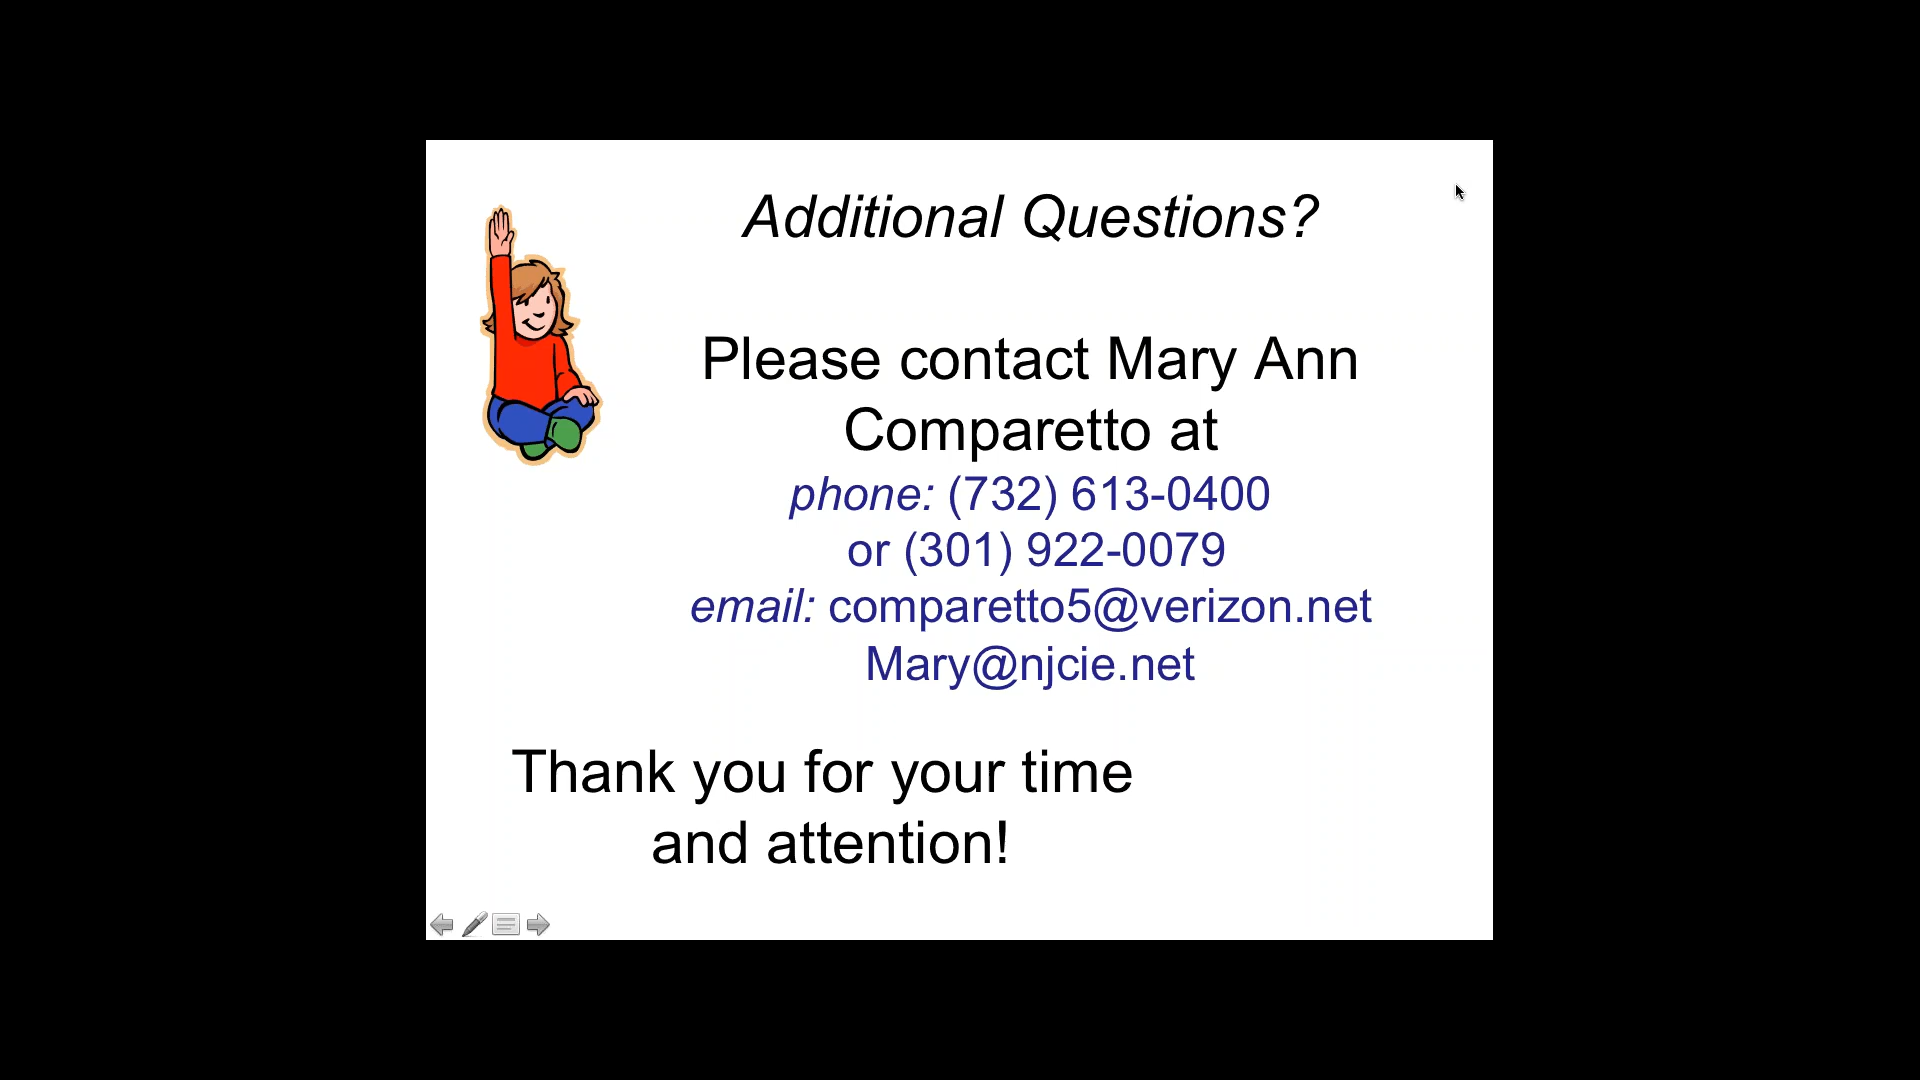 Additional Questions?
Please contact Mary Ann
Comparetto at
phone: (732) 613-0400
or (301) 922-0079
email: comparetto5@verizon.net
Mary@njcie.net
Thank you for your time
and attention!